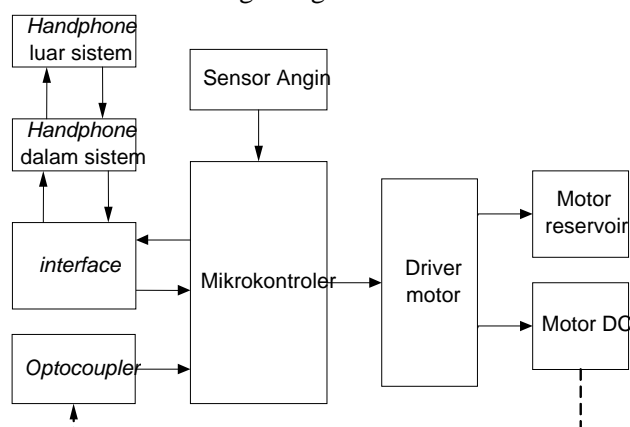 Handphone
luar sistem
Sensor Angin
Handphone
dalam sistem
interface
Mikrokontroler
Driver
motor
Motor
reservoir
Motor DC
Optocoupler